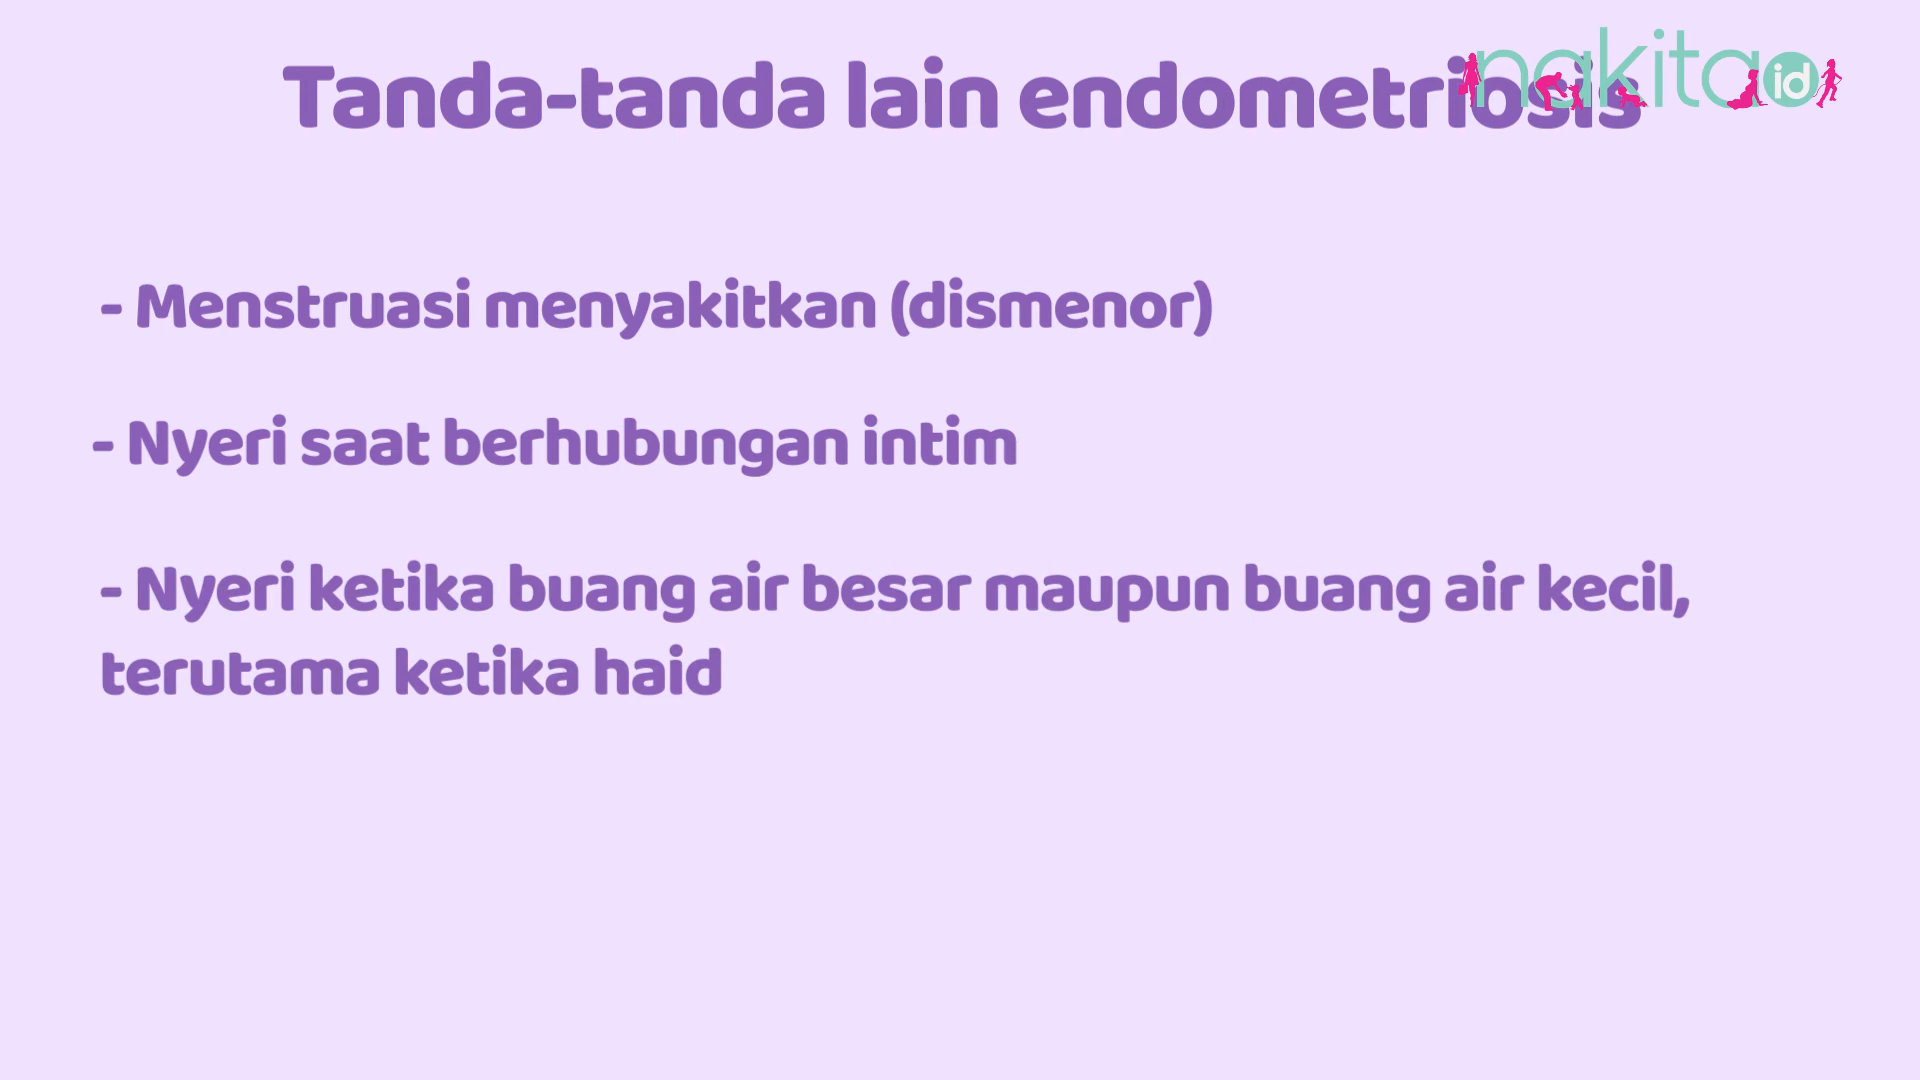 Tanda-tanda lain endometriosis
nakita id
- Menstruasi menyakitkan (dismenor)
- Nyeri saat berhubungan intim
- Nyeri ketika buang air besar maupun buang air kecil,
terutama ketika haid